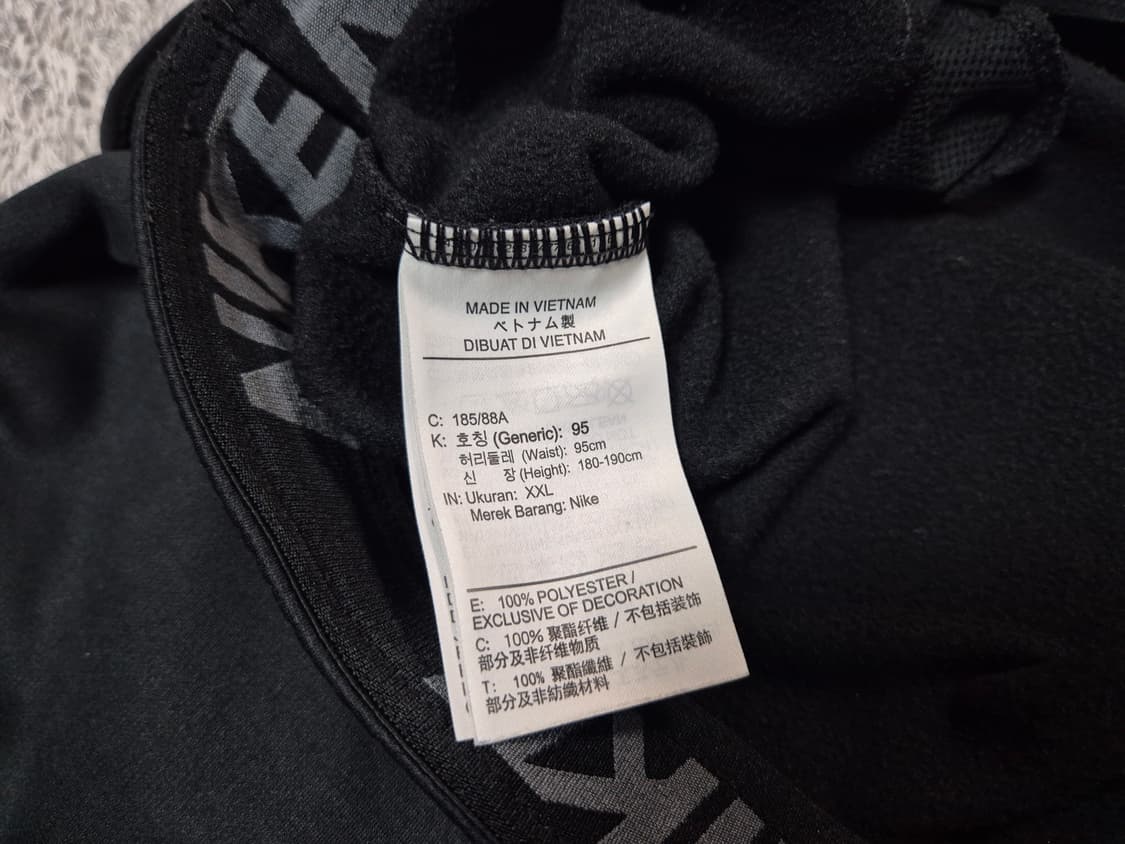 MADE IN VIETNAM
ベトナム製
DIBUAT DI VIETNAM
C: 185/88A
K: 호칭 (Generic): 95
허리둘레 (Waist): 95cm
신 장 (Height): 180-190cm
IN: Ukuran: XXL
Merek Barang: Nike
E: 100% POLYESTER /
EXCLUSIVE OF DECORATION
C: 100% 聚酯纤维 / 不包括装饰
部分及非纤维物质
T: 100% 聚酯纖維 / 不包括裝飾
部分及非紡織材料